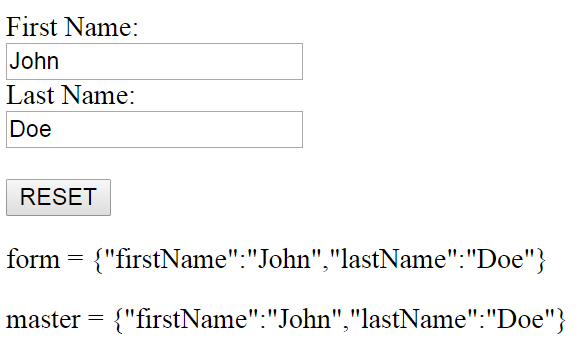 First Name:
John
Last Name:
Doe
RESET
form = {"firstName":"John","lastName":"Doe"}
master = {"firstName":"John","lastName":"Doe"}